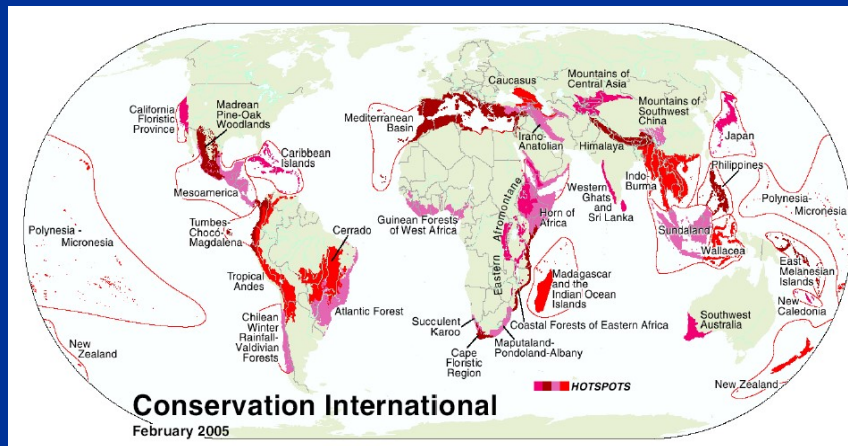 California
Floristic
Province
Madrean
Pine-Oak
Woodlands
Caribbean
Islands
Mesoamerica
Tumbes-
Chocó-
Magdalena
Polynesia -
Micronesia
Tropical
Andes
Cerrado
Atlantic Forest
Chilean
Winter
Rainfall-
Valdivian
Forests
New
Zealand
Mediterranean
Basin
Caucasus
Irano-
Anatolian
Mountains of
Central Asia
Mountains of
Southwest
China
Himalaya
Japan
Philippines
Indo-
Burma
Western
Ghats
and
Sri Lanka
Guinean Forests
of West Africa
Eastern Afromontane
Horn of
Africa
Sundaland
Wallacea
Polynesia-
Micronesia
East
Melanesian
Islands
New
Caledonia
Madagascar
and the
Indian Ocean
Islands
Coastal Forests of Eastern Africa
Maputaland-
Pondoland-Albany
Succulent
Karoo
Cape
Floristic
Region
Southwest
Australia
New Zealand
HOTSPOTS
Conservation International
February 2005